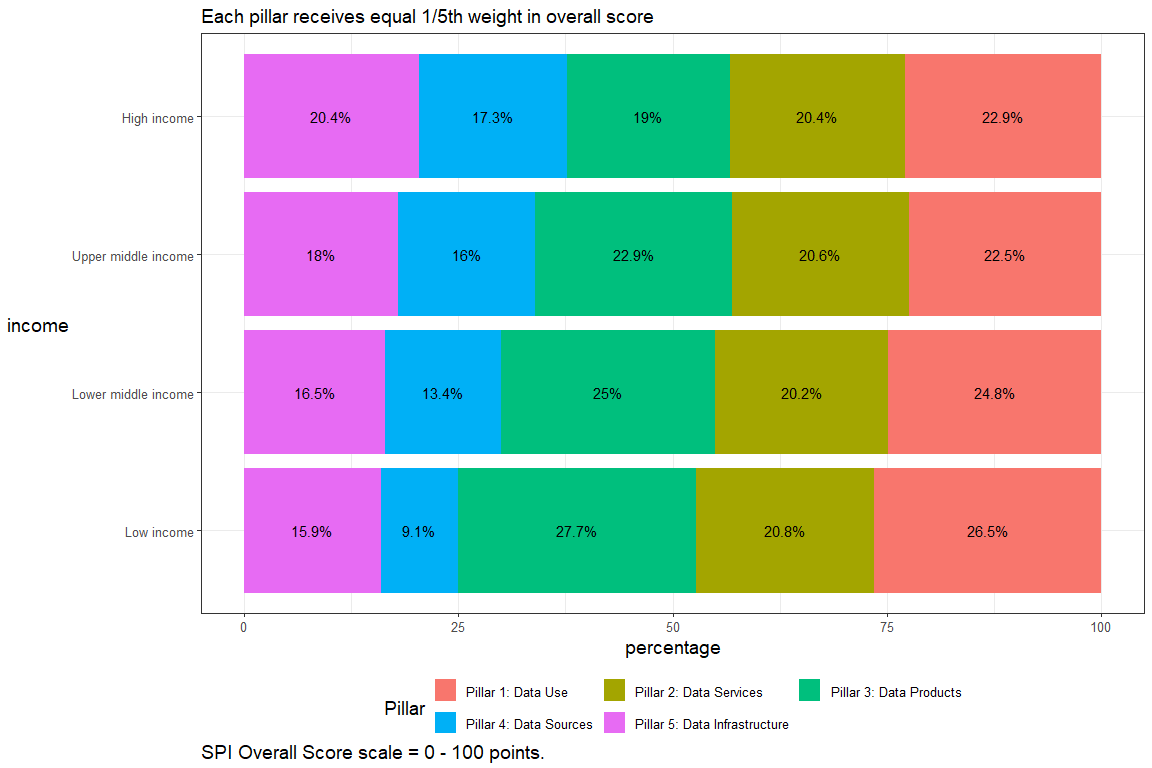 Each pillar receives equal 1/5th weight in overall score
High income
20.4%
17.3%
19%
20.4%
22.9%
Upper middle income
18%
16%
22.9%
20.6%
22.5%
income
Lower middle income
16.5%
13.4%
25%
20.2%
24.8%
Low income
15.9%
9.1%
27.7%
20.8%
26.5%
0
25
50
75
100
percentage
Pillar
Pillar 1: Data Use
Pillar 2: Data Services
Pillar 3: Data Products
Pillar 4: Data Sources
Pillar 5: Data Infrastructure
SPI Overall Score scale = 0 - 100 points.